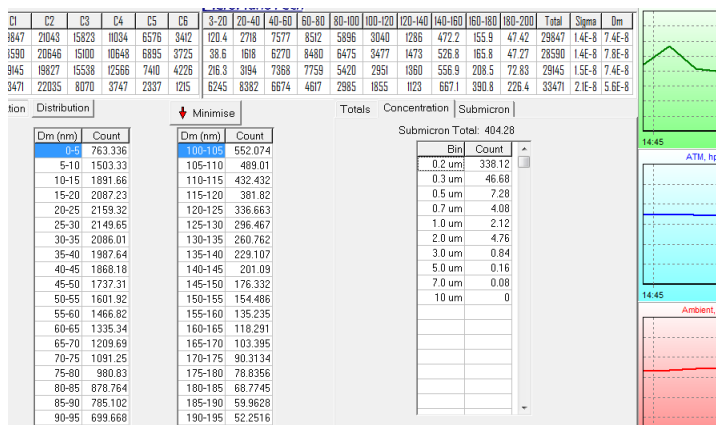 C1 C2 C3 C4 C5 C6 3-20 20-40 40-60 60-80 80-100 100-120 120-140 140-160 160-180 180-200 Total Sigma Dm
3847 21043 15823 11034 6576 3412 120.4 2718 7577 8512 5896 3040 1286 472.2 155.9 47.42 29847 1.4E-8 7.4E-8
3590 20646 15100 10648 6895 3725 38.6 1618 6270 8480 6475 3477 1473 526.8 165.8 47.27 28590 1.4E-8 7.8E-8
9145 19827 15538 12566 7410 4226 216.3 3194 7368 7759 5420 2951 1360 556.9 208.5 72.83 29145 1.5E-8 7.4E-8
3471 22035 8070 3747 2337 1215 6245 8382 6674 4617 2985 1855 1123 667.1 390.8 226.4 33471 2.1E-8 5.6E-8
tion Distribution Minimise Totals Concentration Submicron
Submicron Total: 404.28
Dm (nm) Count Dm (nm) Count Bin Count
0-5 763.336 100-105 552.074 0.2 um 338.12
5-10 1503.33 105-110 489.01 0.3 um 46.68
10-15 1891.66 110-115 432.432 0.5 um 7.28
15-20 2087.23 115-120 381.82 0.7 um 4.08
20-25 2159.32 120-125 336.663 1.0 um 2.12
25-30 2149.65 125-130 296.467 2.0 um 4.76
30-35 2086.01 130-135 260.762 3.0 um 0.84
35-40 1987.64 135-140 229.107 5.0 um 0.16
40-45 1868.18 140-145 201.09 7.0 um 0.08
45-50 1737.31 145-150 176.332 10 um 0
50-55 1601.92 150-155 154.486
55-60 1466.82 155-160 135.235
60-65 1335.34 160-165 118.291
65-70 1209.69 165-170 103.395
70-75 1091.25 170-175 90.3134
75-80 980.83 175-180 78.8356
80-85 878.764 180-185 68.7745
85-90 785.102 185-190 59.9628
90-95 699.668 190-195 52.2516
14:45
ATM, hp
14:45
Ambient,